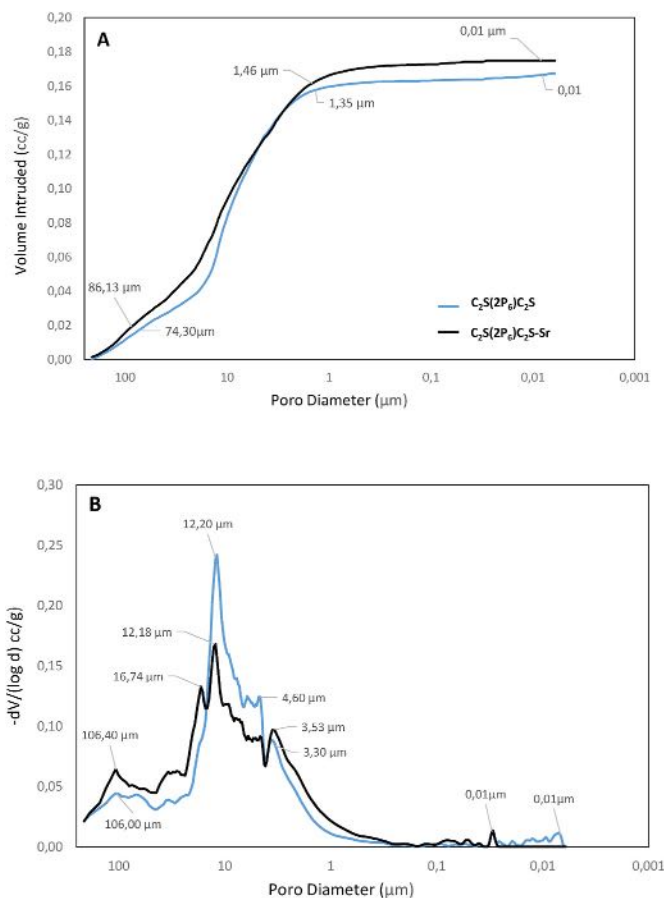 0,20
A
0,01 µm
0,18
1,46 µm
0,16
1,35 µm
0,01
0,14
0,12
0,10
0,08
0,06
86,13 µm
0,04
C₂S(2P₆)C₂S
0,02
74,30µm
C₂S(2P₆)C₂S-Sr
0,00
100
10
1
0,1
0,01
0,001
Volume Intruded (cc/g)
Poro Diameter (µm)
0,30
B
12,20 µm
0,25
0,20
12,18 µm
0,15
16,74 µm
4,60 µm
0,10
3,53 µm
106,40 µm
3,30 µm
0,05
0,01µm
0,01µm
106,00 µm
0,00
100
10
1
0,1
0,01
0,001
-dV/(log d) cc/g)
Poro Diameter (µm)